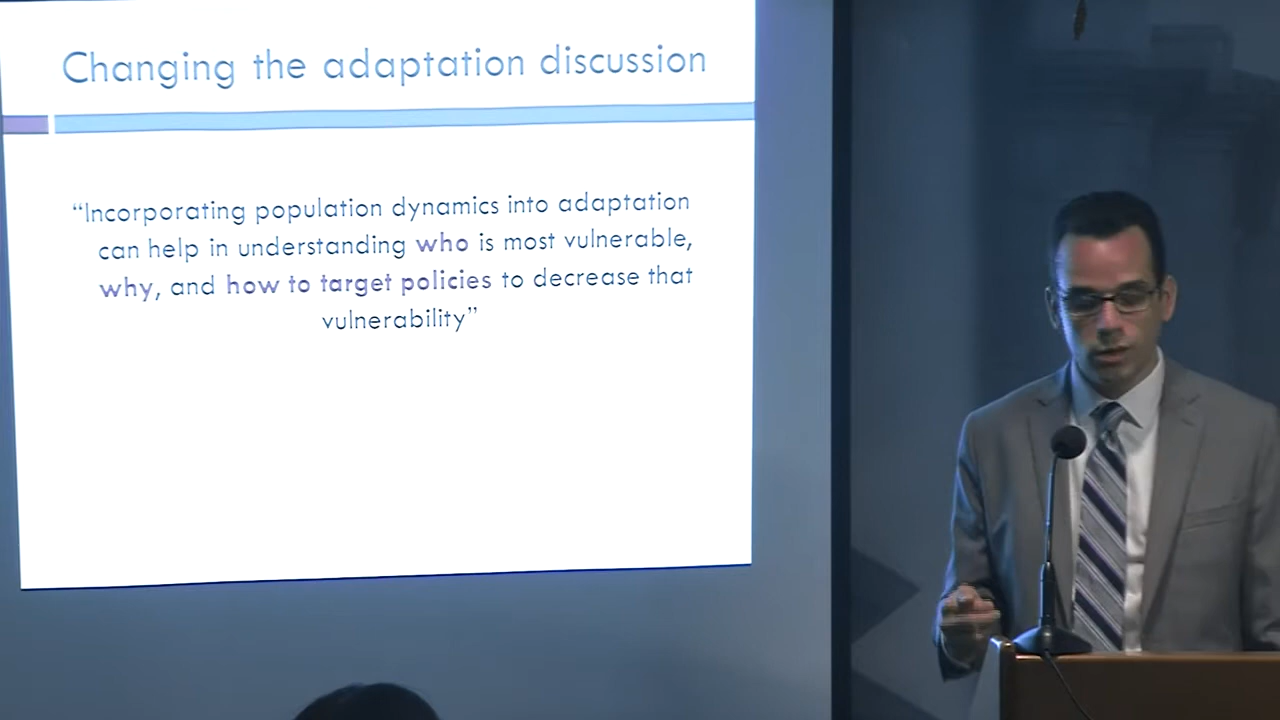 Changing the adaptation discussion
“Incorporating population dynamics into adaptation
can help in understanding who is most vulnerable,
why, and how to target policies to decrease that
vulnerability”